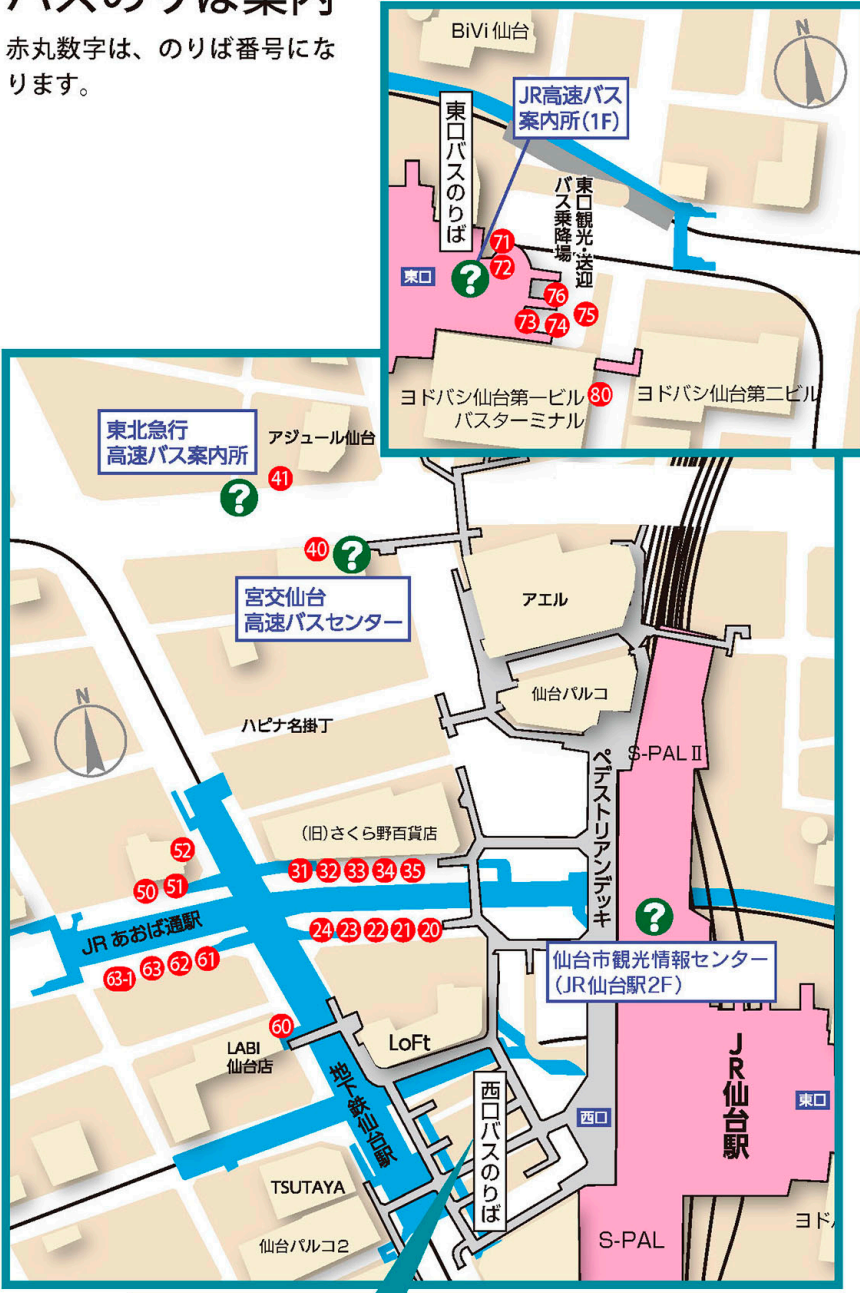 バスのりば案内
赤丸数字は、のりば番号にな
ります。
BiVi仙台
N
JR高速バス
案内所(1F)
東口バスのりば
東口観光・送迎
バス乗降場
71
72
東口
?
76
75
73
74
ヨドバシ仙台第一ビル
バスターミナル
80
ヨドバシ仙台第二ビル
東北急行
高速バス案内所
アジュール仙台
41
?
40
?
宮交仙台
高速バスセンター
アエル
仙台パルコ
N
ハピナ名掛丁
S-PAL II
ペデストリアンデッキ
(旧)さくら野百貨店
52
50
51
31
32
33
34
35
JRあおば通駅
24
23
22
21
20
?
63-1
63
62
61
仙台市観光情報センター
(JR仙台駅2F)
60
LABI
仙台店
LoFt
地下鉄仙台駅
西口バスのりば
西口
JR仙台駅
東口
TSUTAYA
仙台パルコ2
S-PAL
ヨドバ